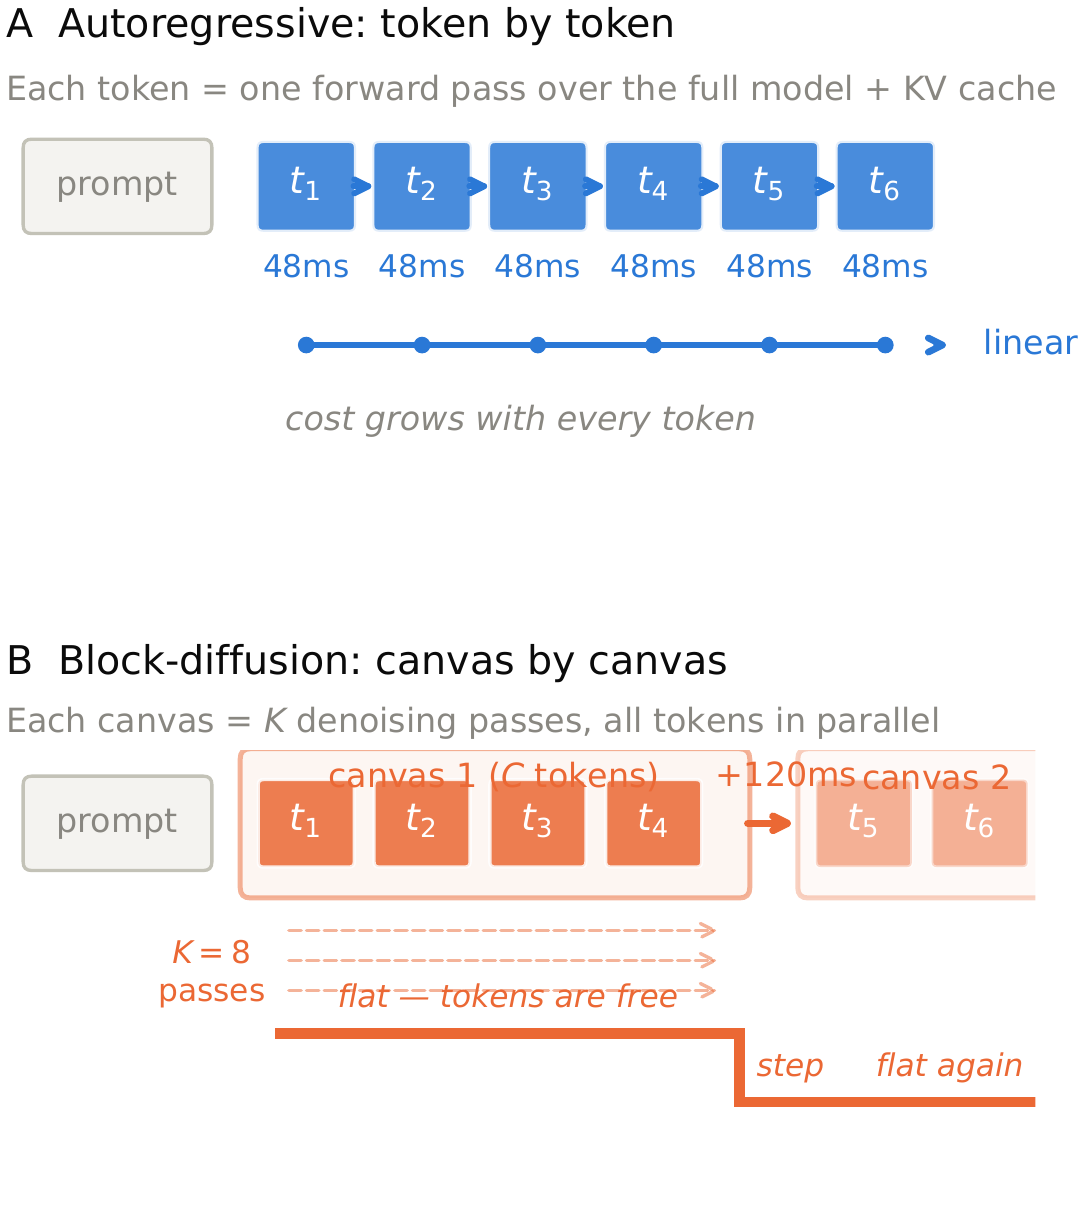 A  Autoregressive: token by token
Each token = one forward pass over the full model + KV cache
prompt
t₁ t₂ t₃ t₄ t₅ t₆
48ms 48ms 48ms 48ms 48ms 48ms
linear
cost grows with every token
B  Block-diffusion: canvas by canvas
Each canvas = K denoising passes, all tokens in parallel
canvas 1 (C tokens) +120ms canvas 2
prompt
t₁ t₂ t₃ t₄ t₅ t₆
K = 8
passes
flat — tokens are free
step flat again